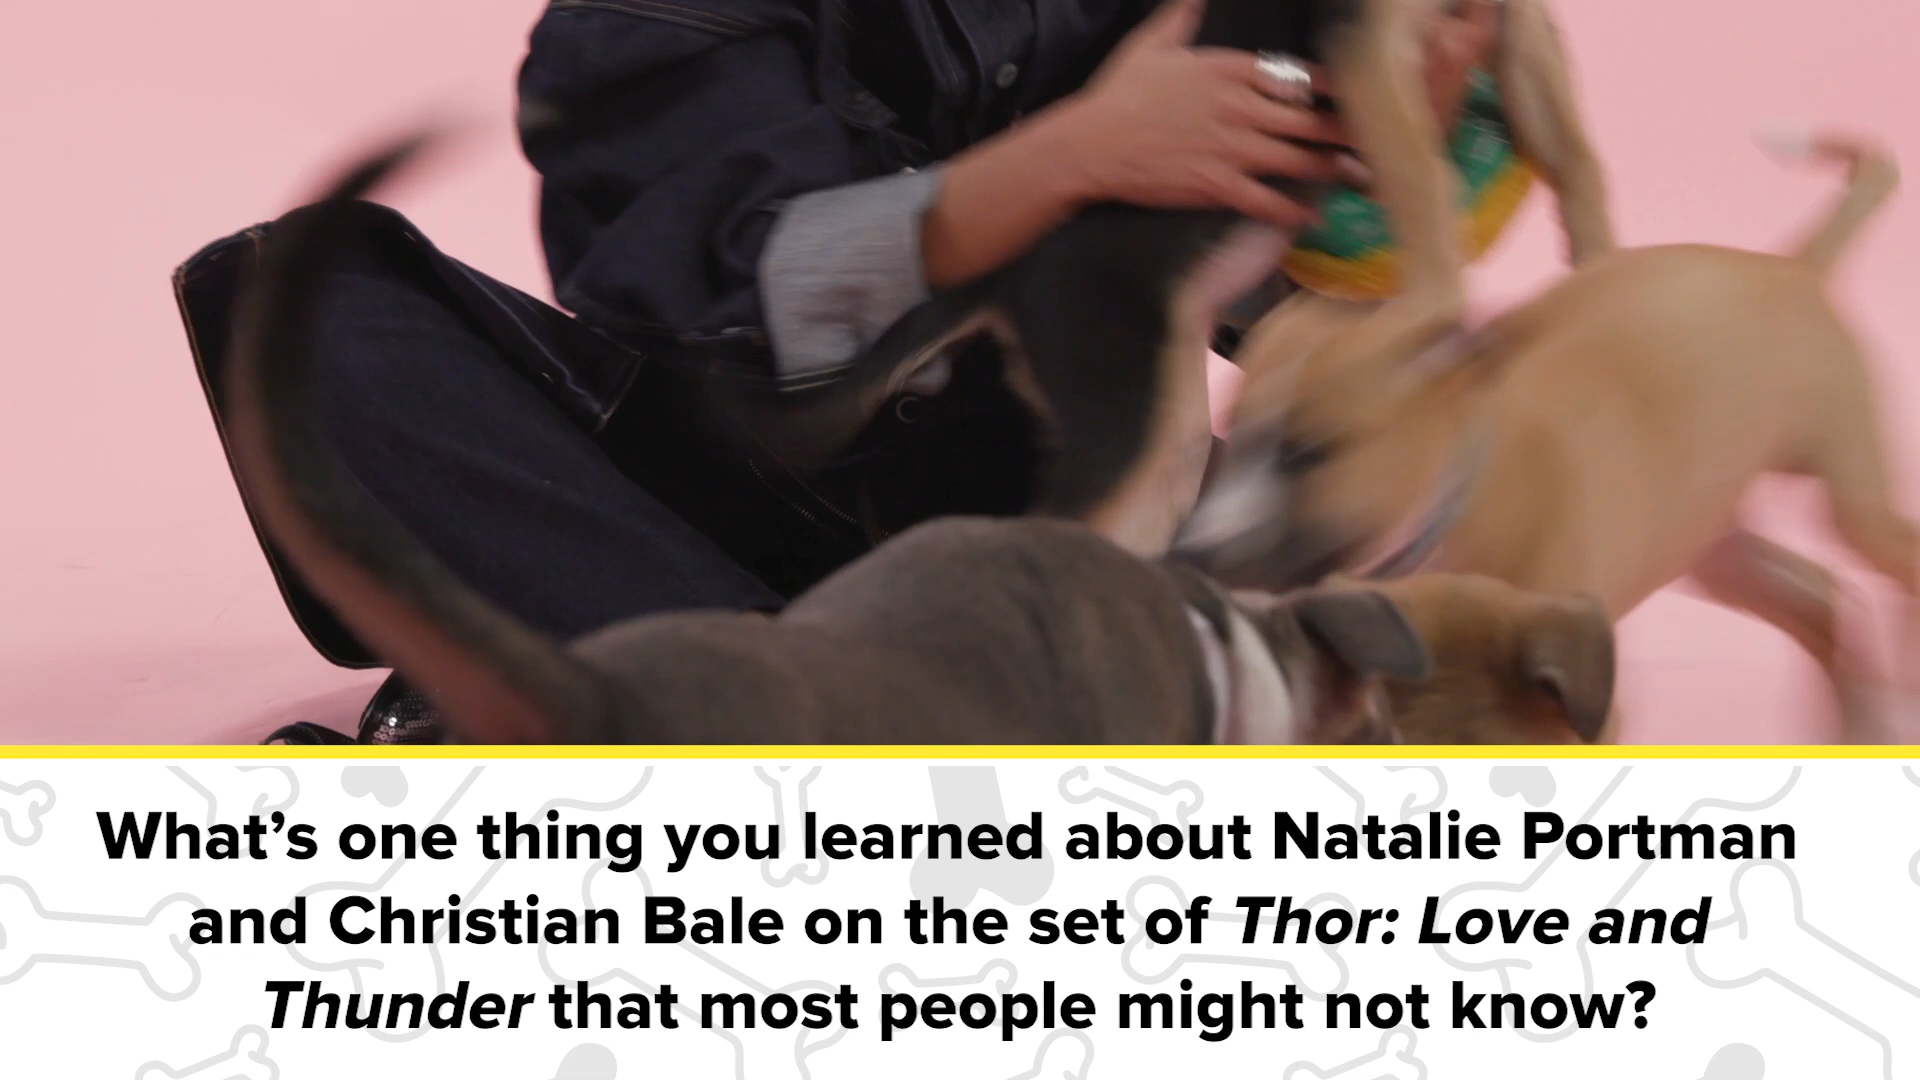 What’s one thing you learned about Natalie Portman
and Christian Bale on the set of Thor: Love and
Thunder that most people might not know?